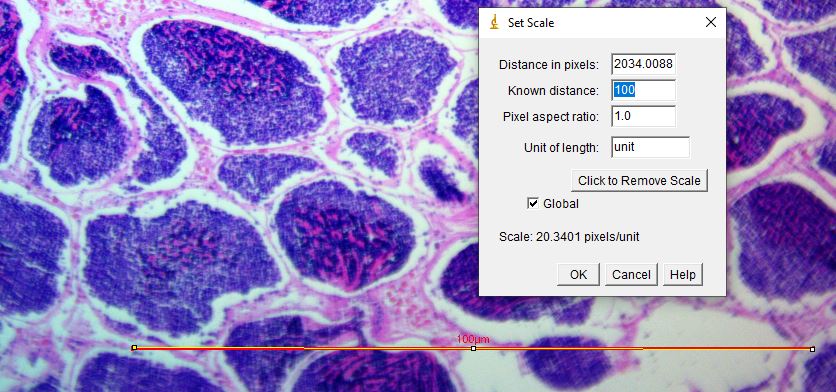 Set Scale
Distance in pixels: 2034.0088
Known distance: 100
Pixel aspect ratio: 1.0
Unit of length: unit
Click to Remove Scale
Global
Scale: 20.3401 pixels/unit
OK Cancel Help
100µm